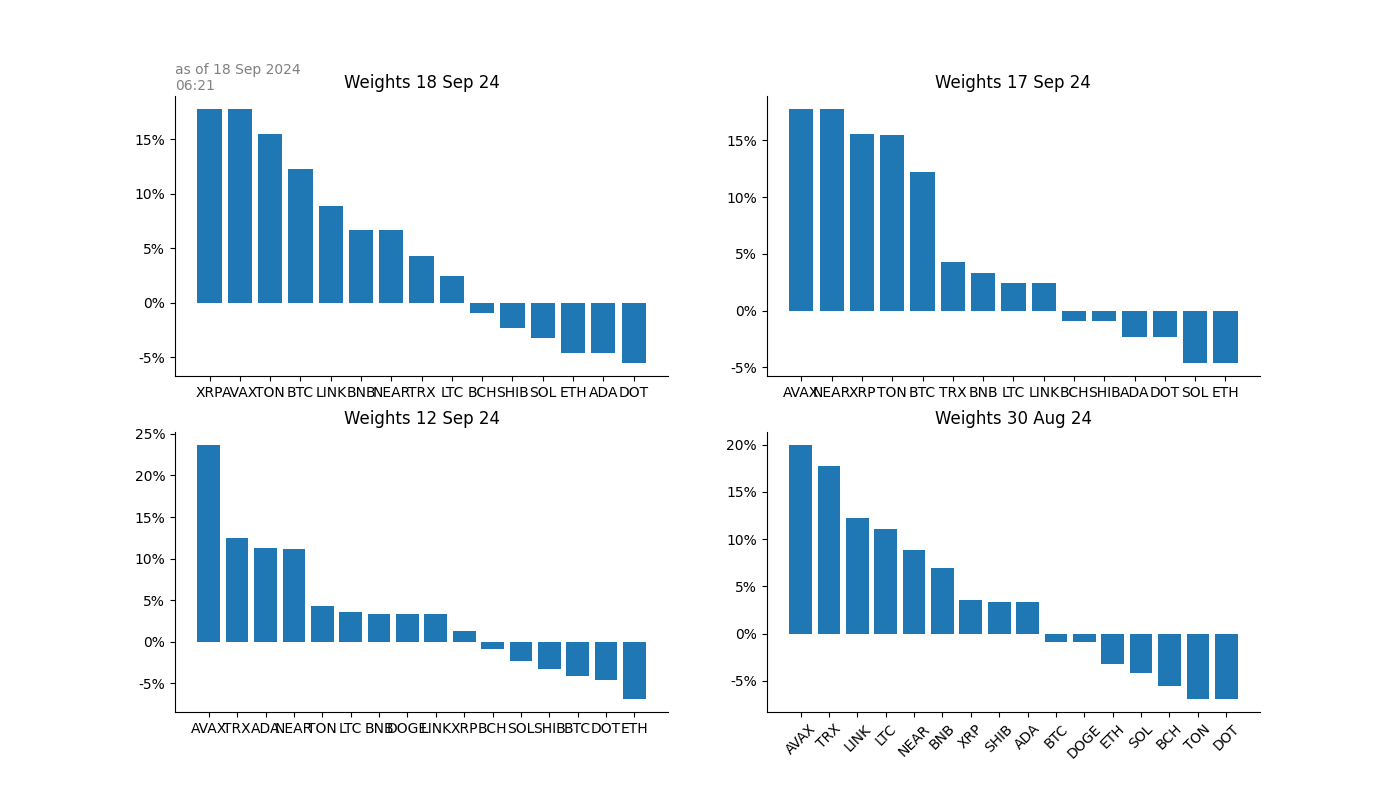 as of 18 Sep 2024
06:21
Weights 18 Sep 24
15%
10%
5%
0%
-5%
XRP AVAX TON BTC LINK BNB NEAR TRX LTC BCH SHIB SOL ETH ADA DOT
Weights 17 Sep 24
15%
10%
5%
0%
-5%
AVAX NEAR XRP TON BTC TRX BNB LTC LINK BCH SHIB ADA DOT SOL ETH
Weights 12 Sep 24
25%
20%
15%
10%
5%
0%
-5%
AVAX TRX ADA NEAR TON LTC BNB DOGE LINK XRP BCH SOL SHIB BTC DOT ETH
Weights 30 Aug 24
20%
15%
10%
5%
0%
-5%
AVAX TRX LINK LTC NEAR BNB XRP SHIB ADA BTC DOGE ETH SOL BCH TON DOT